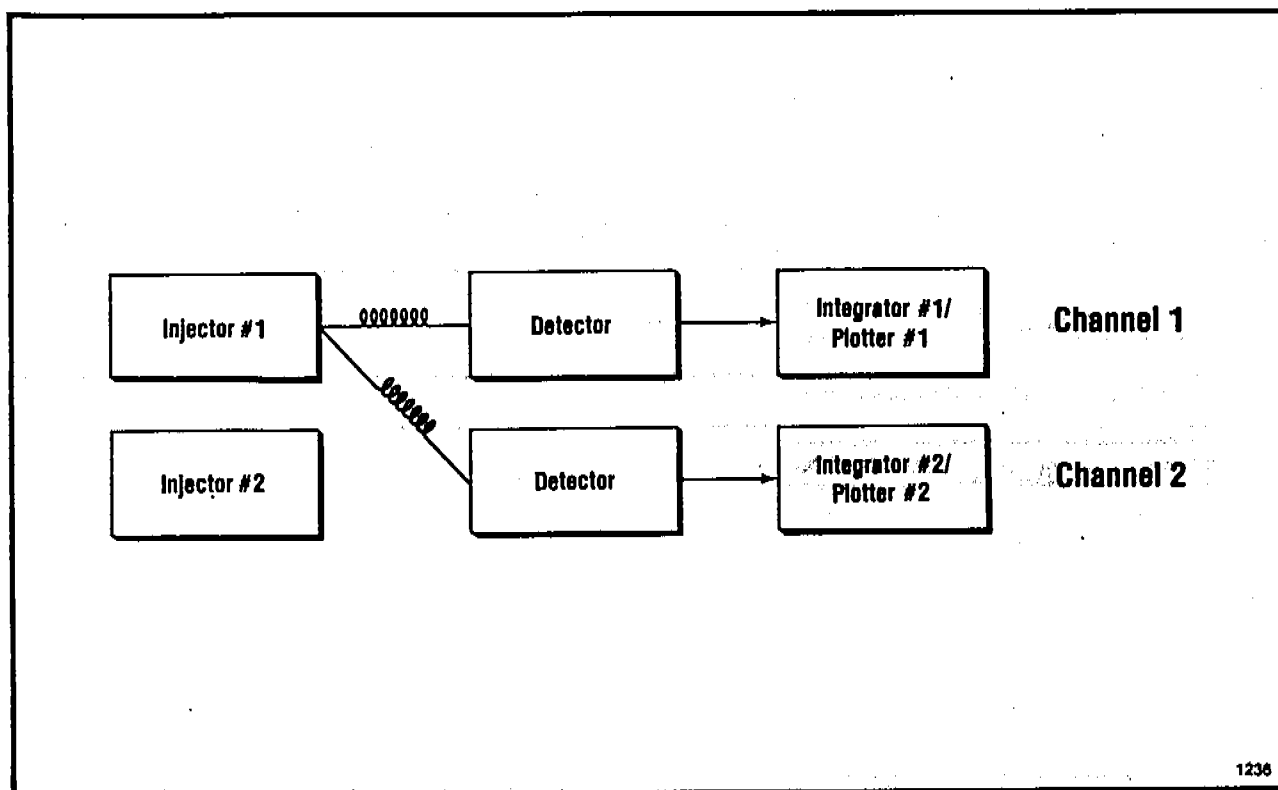 Injector #1
Detector
Integrator #1/
Plotter #1
Channel 1
Injector #2
Detector
Integrator #2/
Plotter #2
Channel 2
1236